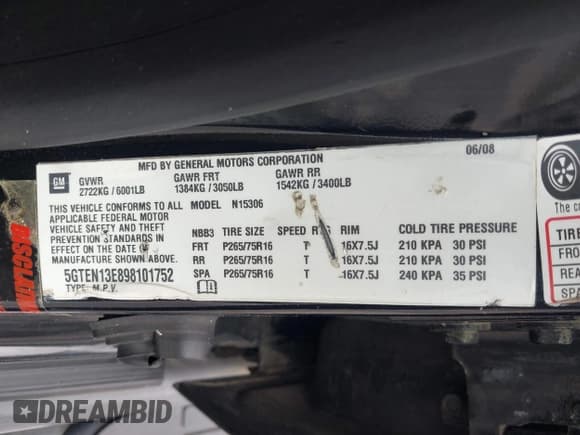 MFD BY GENERAL MOTORS CORPORATION 06/08
GM GVWR GAWR FRT GAWR RR
2722KG / 6001LB 1384KG / 3050LB 1542KG / 3400LB
THIS VEHICLE CONFORMS TO ALL MODEL N15306
APPLICABLE FEDERAL MOTOR
VEHICLE SAFETY AND BUMPER NBB3 TIRE SIZE SPEED RTG RIM COLD TIRE PRESSURE
PREVENTION STANDARDS IN
EFFECT ON THE DATE OF FRT P265/75R16 T 16X7.5J 210 KPA 30 PSI
MANUFACTURE SHOWN ABOVE. RR P265/75R16 T 16X7.5J 210 KPA 30 PSI
5GTEN13E898101752 SPA P265/75R16 T 16X7.5J 240 KPA 35 PSI
TYPE: M.P.V.
TIRE
FRO
REA
SPA
DREAMBID